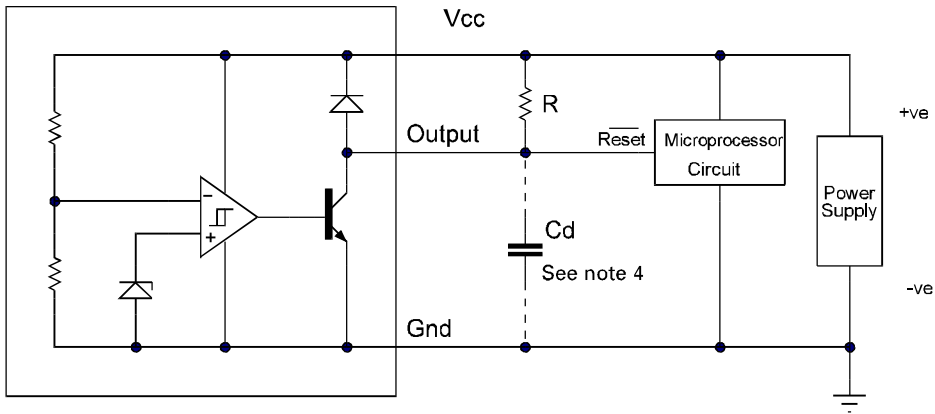 Vcc
R
+ve
Output
Reset
Microprocessor
Circuit
Power
Supply
−
+
Cd
See note 4
-ve
Gnd